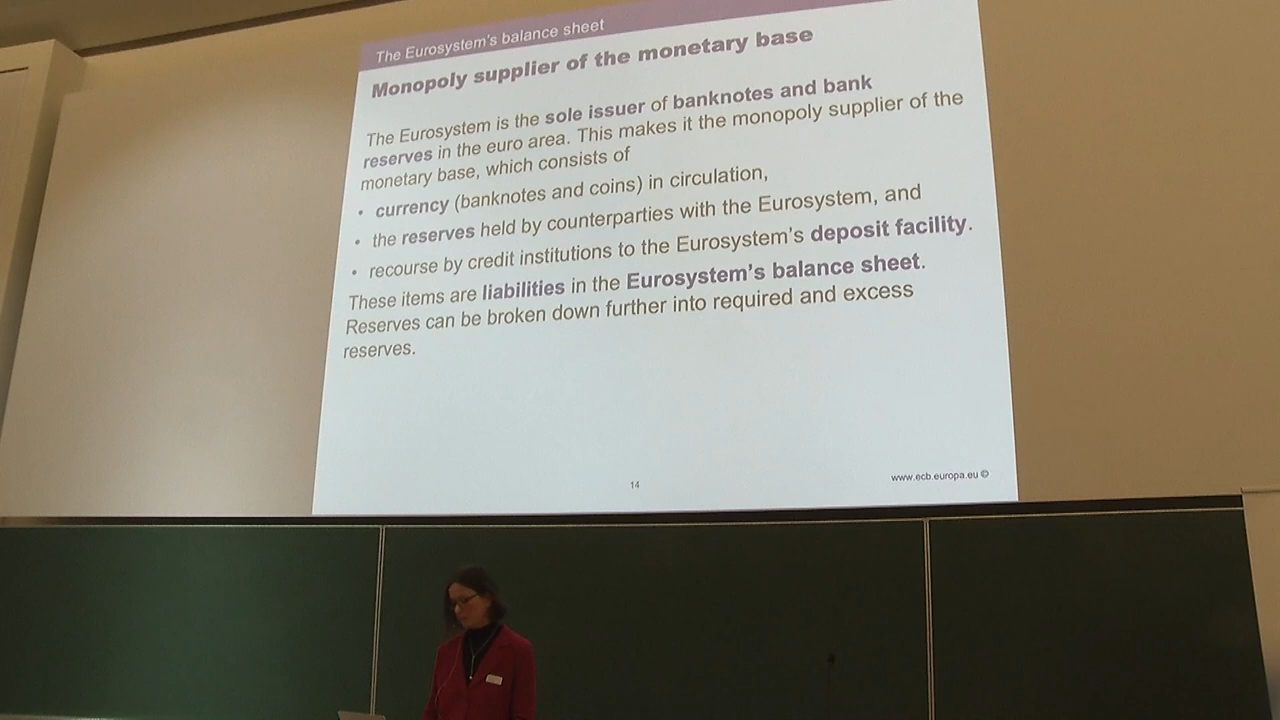 The Eurosystem's balance sheet
Monopoly supplier of the monetary base
The Eurosystem is the sole issuer of banknotes and bank
reserves in the euro area. This makes it the monopoly supplier of the
monetary base, which consists of
• currency (banknotes and coins) in circulation,
• the reserves held by counterparties with the Eurosystem, and
• recourse by credit institutions to the Eurosystem's deposit facility.
These items are liabilities in the Eurosystem's balance sheet.
Reserves can be broken down further into required and excess
reserves.
14
www.ecb.europa.eu ©